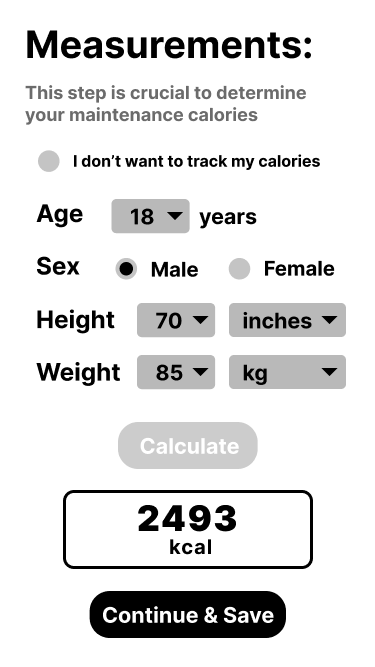 Measurements:
This step is crucial to determine
your maintenance calories
I don't want to track my calories
Age 18 years
Sex Male Female
Height 70 inches
Weight 85 kg
Calculate
2493
kcal
Continue & Save